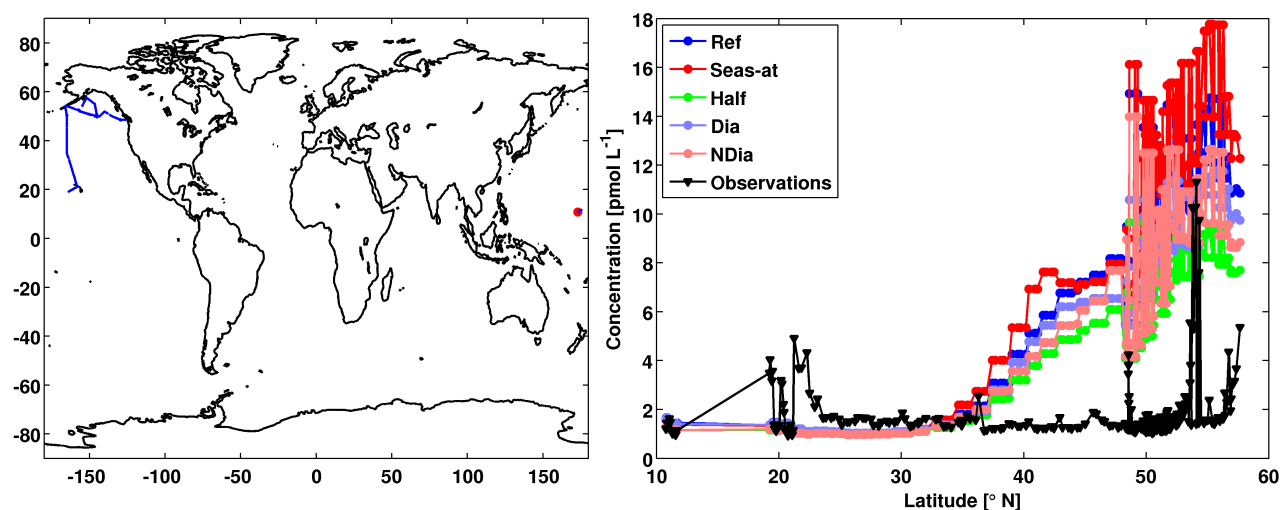 80
60
40
20
0
-20
-40
-60
-80
-150 -100 -50 0 50 100 150
Concentration [pmol L-1]
18
16
14
12
10
8
6
4
2
0
Ref
Seas-at
Half
Dia
NDia
Observations
10 20 30 40 50 60
Latitude [° N]